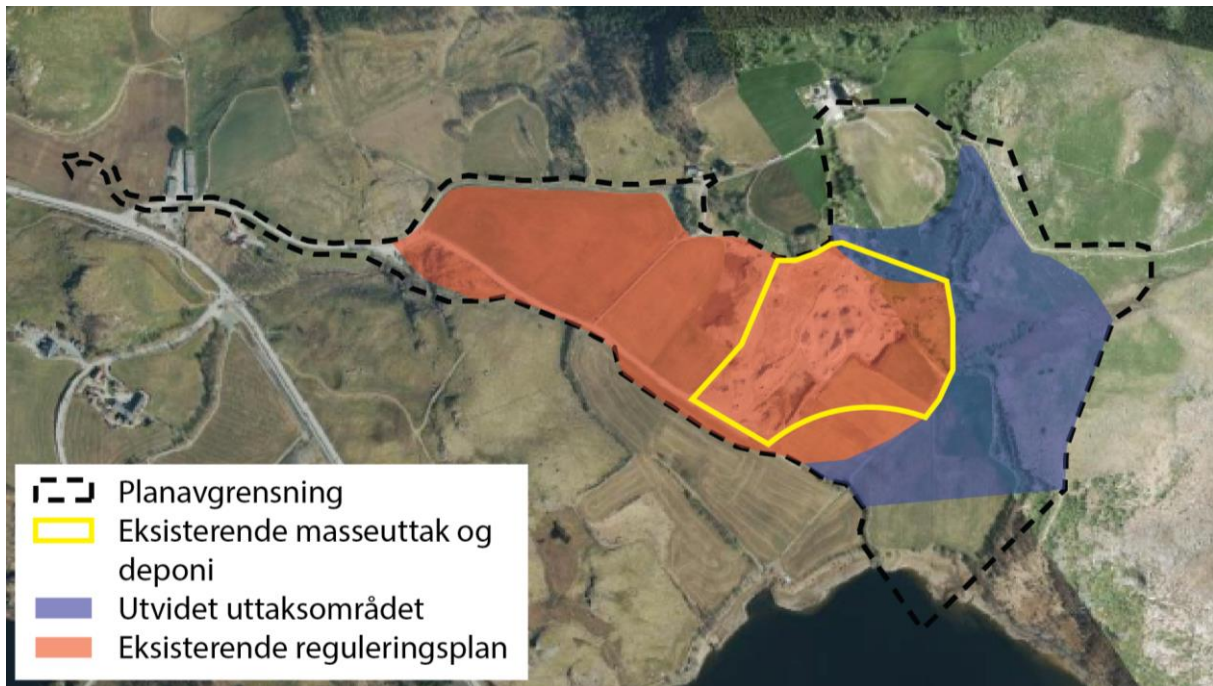 Planavgrensning
Eksisterende masseuttak og
deponi
Utvidet uttaksområdet
Eksisterende reguleringsplan